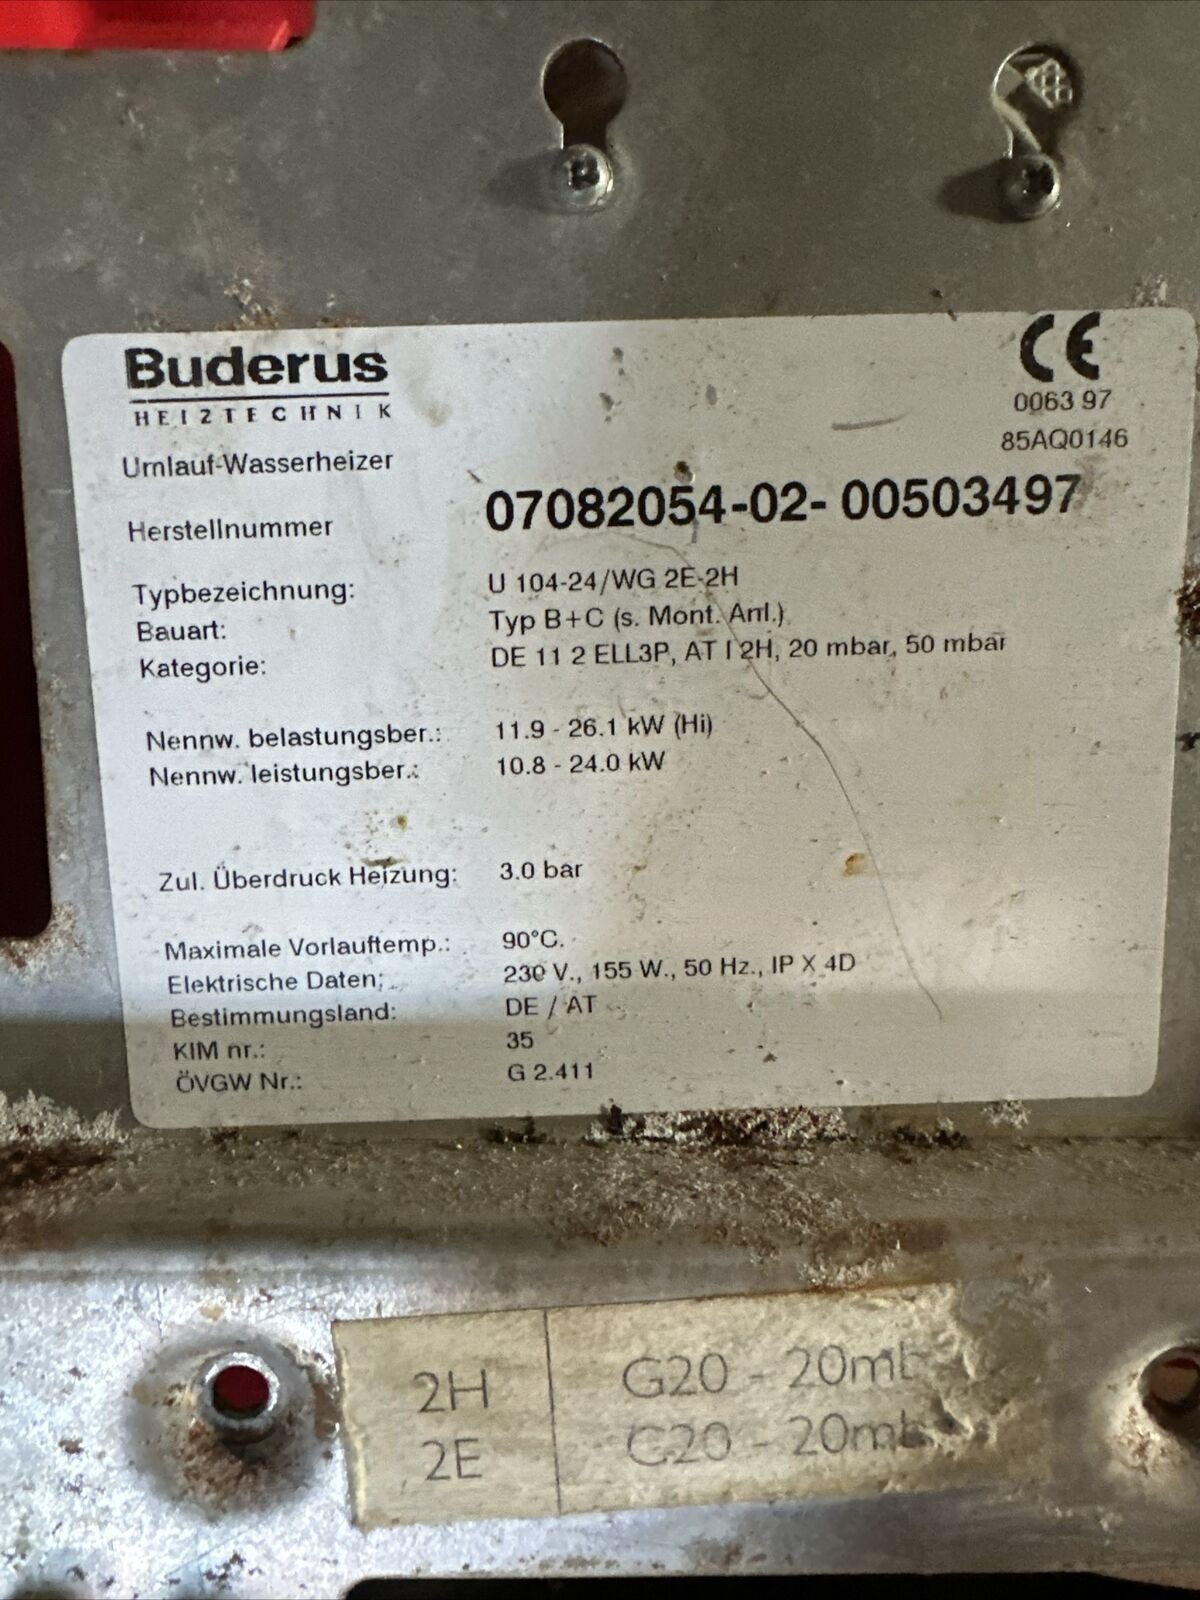 Buderus
HEIZTECHNIK
CE
0063 97
85AQ0146
Umlauf-Wasserheizer
Herstellnummer 07082054-02- 00503497
Typbezeichnung: U 104-24/WG 2E-2H
Bauart: Typ B+C (s. Mont. Anl.)
Kategorie: DE 11 2 ELL3P, AT I 2H, 20 mbar, 50 mbar
Nennw. belastungsber.: 11.9 - 26.1 kW (Hi)
Nennw. leistungsber.: 10.8 - 24.0 kW
Zul. Überdruck Heizung: 3.0 bar
Maximale Vorlauftemp.: 90°C.
Elektrische Daten: 230 V., 155 W., 50 Hz., IP X 4D
Bestimmungsland: DE / AT
KIM nr.: 35
ÖVGW Nr.: G 2.411
2H G20 - 20mb
2E G20 - 20mb